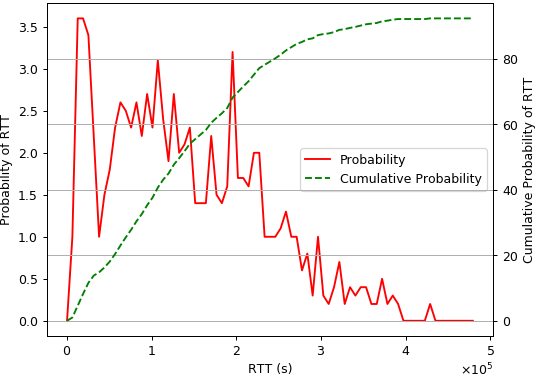 3.5
3.0
2.5
2.0
1.5
1.0
0.5
0.0
Probability of RTT
80
60
40
20
0
Cumulative Probability of RTT
Probability
Cumulative Probability
0 1 2 3 4 5
RTT (s)
×10⁵